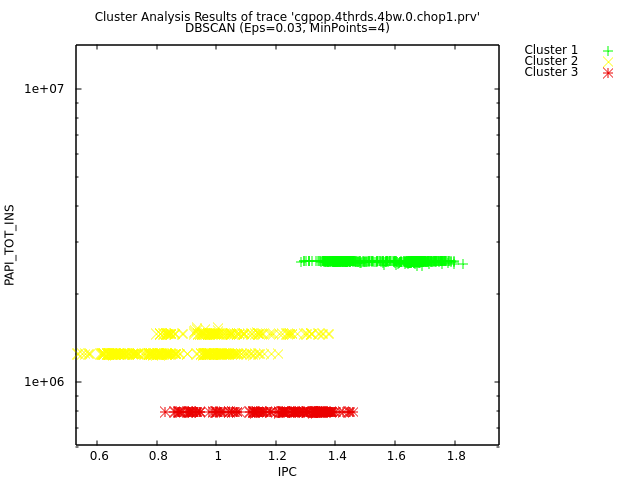 Cluster Analysis Results of trace 'cgpop.4thrds.4bw.0.chop1.prv'
DBSCAN (Eps=0.03, MinPoints=4)
Cluster 1
Cluster 2
Cluster 3
1e+07
PAPI_TOT_INS
1e+06
0.6 0.8 1 1.2 1.4 1.6 1.8
IPC